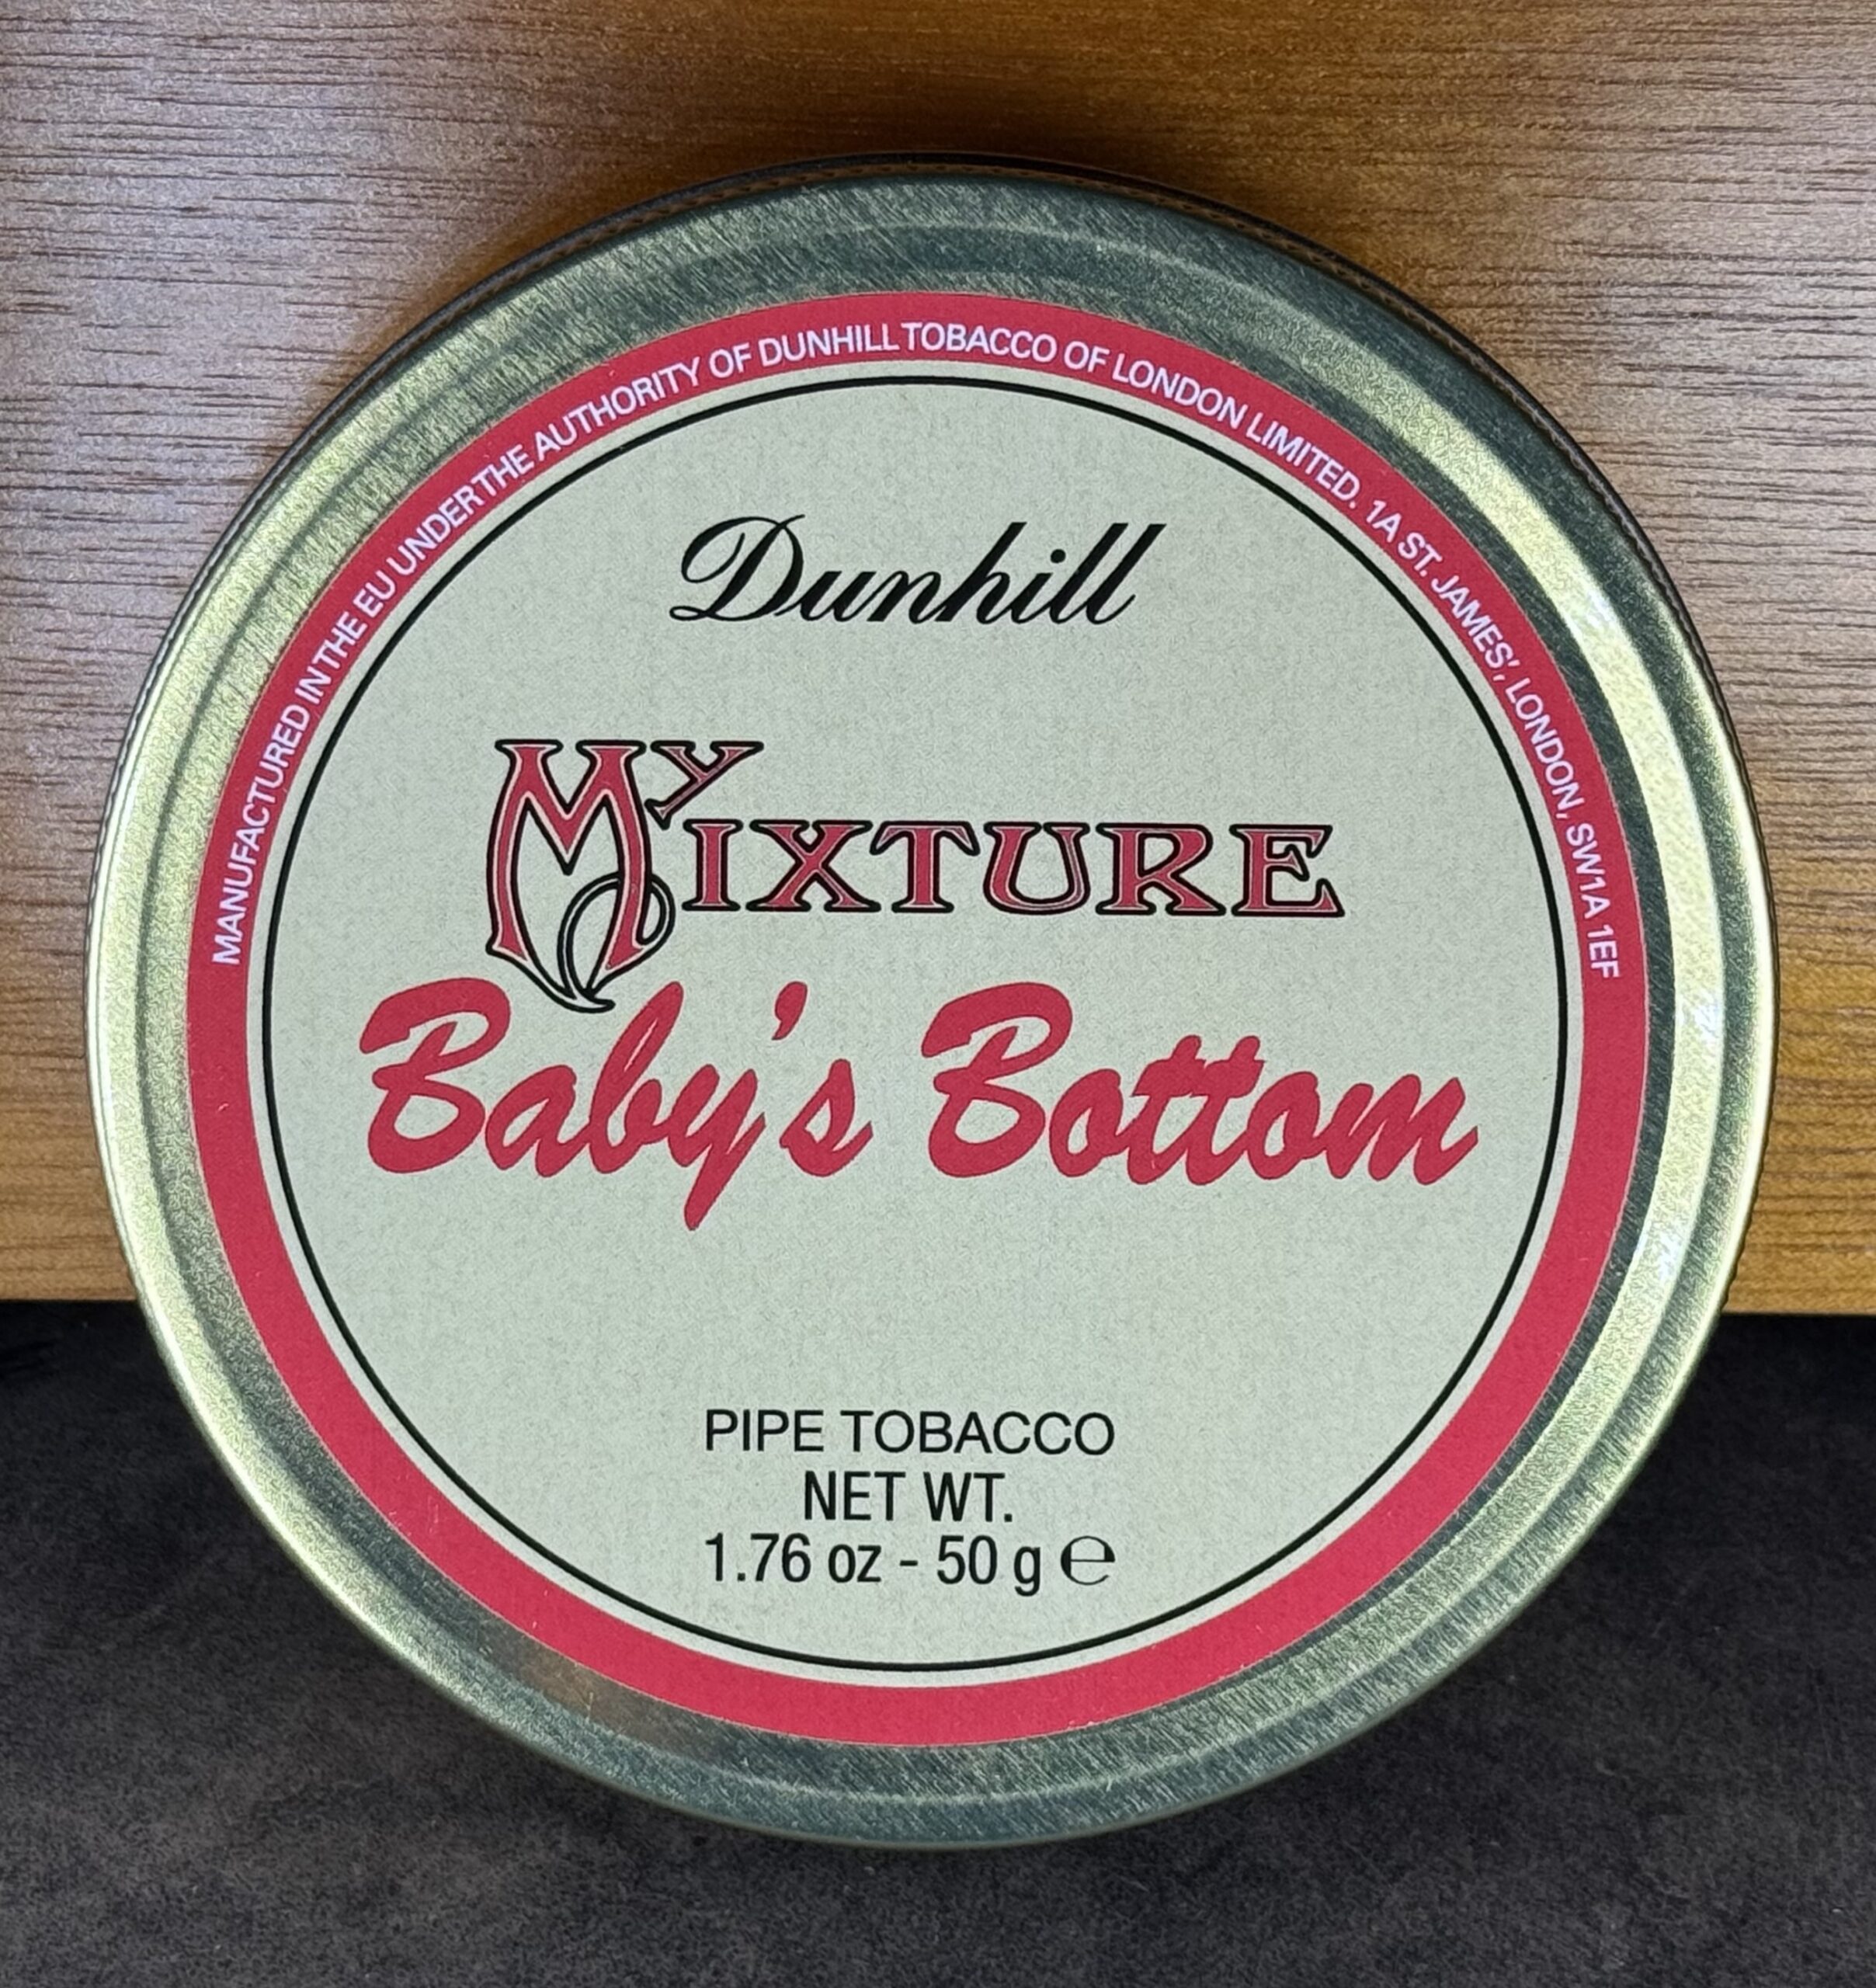 MANUFACTURED IN THE EU UNDER THE AUTHORITY OF DUNHILL TOBACCO OF LONDON LIMITED. 1A ST. JAMES', LONDON, SW1A 1EF
Dunhill
My Mixture
Baby's Bottom
PIPE TOBACCO
NET WT.
1.76 oz - 50 g ℮